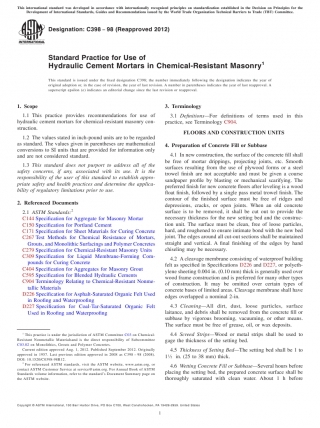 This international standard was developed in accordance with internationally recognized principles on standardization established in the Decision on Principles for the
Development of International Standards, Guides and Recommendations issued by the World Trade Organization Technical Barriers to Trade (TBT) Committee.
Designation: C398 − 98 (Reapproved 2012)
Standard Practice for Use of
Hydraulic Cement Mortars in Chemical-Resistant Masonry1
This standard is issued under the fixed designation C398; the number immediately following the designation indicates the year of
original adoption or, in the case of revision, the year of last revision. A number in parentheses indicates the year of last reapproval. A
superscript epsilon (ε) indicates an editorial change since the last revision or reapproval.
1. Scope
1.1 This practice provides recommendations for use of
hydraulic cement mortars for chemical-resistant masonry con-
struction.
1.2 The values stated in inch-pound units are to be regarded
as standard. The values given in parentheses are mathematical
conversions to SI units that are provided for information only
and are not considered standard.
1.3 This standard does not purport to address all of the
safety concerns, if any, associated with its use. It is the
responsibility of the user of this standard to establish appro-
priate safety and health practices and determine the applica-
bility of regulatory limitations prior to use.
2. Referenced Documents
2.1 ASTM Standards:2
C144 Specification for Aggregate for Masonry Mortar
C150 Specification for Portland Cement
C171 Specification for Sheet Materials for Curing Concrete
C267 Test Methods for Chemical Resistance of Mortars,
Grouts, and Monolithic Surfacings and Polymer Concretes
C279 Specification for Chemical-Resistant Masonry Units
C309 Specification for Liquid Membrane-Forming Com-
pounds for Curing Concrete
C404 Specification for Aggregates for Masonry Grout
C595 Specification for Blended Hydraulic Cements
C904 Terminology Relating to Chemical-Resistant Nonme-
tallic Materials
D226 Specification for Asphalt-Saturated Organic Felt Used
in Roofing and Waterproofing
D227 Specification for Coal-Tar-Saturated Organic Felt
Used in Roofing and Waterproofing
1 This practice is under the jurisdiction of ASTM Committee C03 on Chemical-
Resistant Nonmetallic Materials and is the direct responsibility of Subcommittee
C03.02 on Monolithics, Grouts and Polymer Concretes.
Current edition approved Aug. 1, 2012. Published September 2012. Originally
approved in 1957. Last previous edition approved in 2008 as C398 – 98 (2008).
DOI: 10.1520/C0398-98R12.
2 For referenced ASTM standards, visit the ASTM website, www.astm.org, or
contact ASTM Customer Service at service@astm.org. For Annual Book of ASTM
Standards volume information, refer to the standard's Document Summary page on
the ASTM website.
3. Terminology
3.1 Definitions—For definitions of terms used in this
practice, see Terminology C904.
FLOORS AND CONSTRUCTION UNITS
4. Preparation of Concrete Fill or Subbase
4.1 In new construction, the surface of the concrete fill shall
be free of mortar drippings, projecting joints, etc. Smooth
surfaces resulting from the use of plywood forms or a steel
trowel finish are not acceptable and must be given a coarse
sandpaper profile by blasting or mechanical scarifying. The
preferred finish for new concrete floors after leveling is a wood
float finish, followed by a single pass metal trowel finish. The
contour of the finished surface must be free of ridges and
depressions, cracks, or open joints. When an old concrete
surface is to be removed, it shall be cut out to provide the
necessary thickness for the new setting bed and the construc-
tion unit. The surface must be clean, free of loose particles,
hard, and roughened to ensure intimate bond with the new bed
joint. The edges around all cut-out sections shall be maintained
straight and vertical. A final finishing of the edges by hand
chiseling may be necessary.
4.2 A cleavage membrane consisting of waterproof building
felt as specified in Specifications D226 and D227, or polyeth-
ylene sheeting 0.004 in. (0.10 mm) thick is generally used over
wood frame construction and is preferred for many other types
of construction. It may be omitted over certain types of
concrete bases of limited areas. Cleavage membrane shall have
edges overlapped a nominal 2 in.
4.3 Cleaning—All dirt, dust, loose particles, surface
laitance, and debris shall be removed from the concrete fill or
subbase by vigorous brooming, vacuuming, or other means.
The surface must be free of grease, oil, or wax deposits.
4.4 Screed Strips—Wood or metal strips shall be used to
gage the thickness of the setting bed.
4.5 Thickness of Setting Bed—The setting bed shall be 1 to
1½ in. (25 to 38 mm) thick.
4.6 Wetting Concrete Fill or Subbase—Several hours before
placing the setting bed, the prepared concrete surface shall be
thoroughly saturated with clean water. About 1 h before
Copyright © ASTM International, 100 Barr Harbor Drive, PO Box C700, West Conshohocken, PA 19428-2959. United States
1